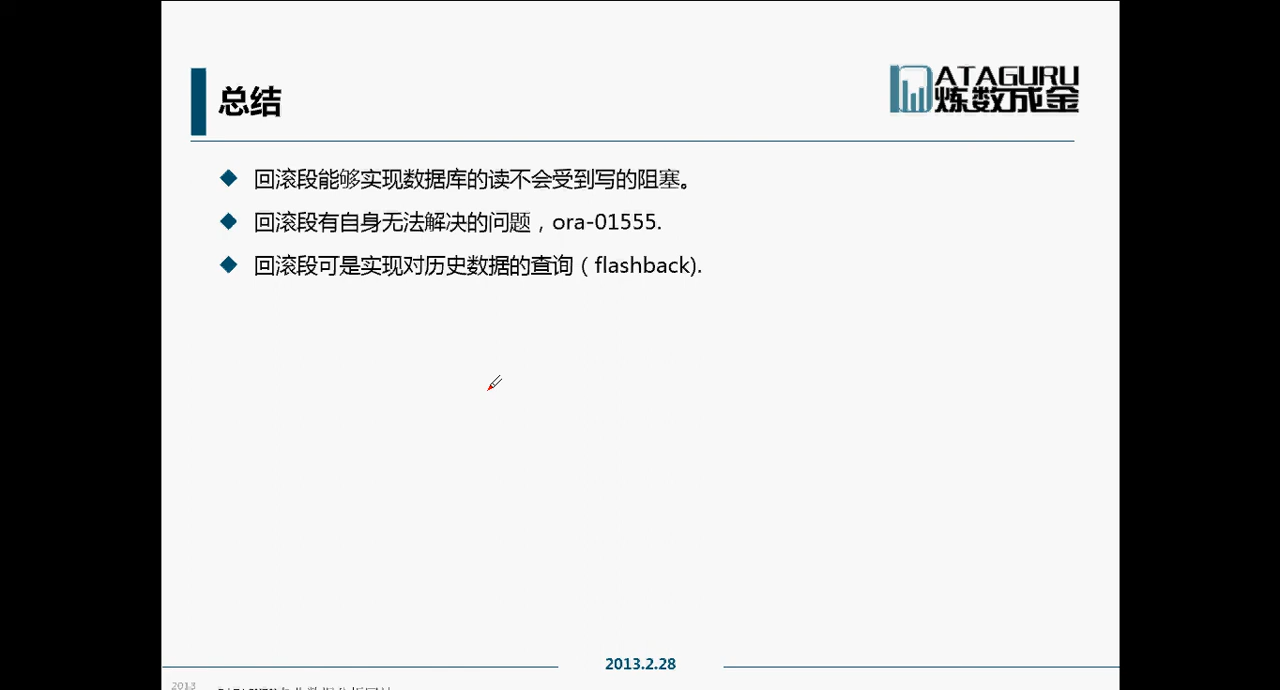 总结
ATAGURU
炼数成金
回滚段能够实现数据库的读不会受到写的阻塞。
回滚段有自身无法解决的问题，ora-01555.
回滚段可是实现对历史数据的查询（flashback).
2013.2.28
2013